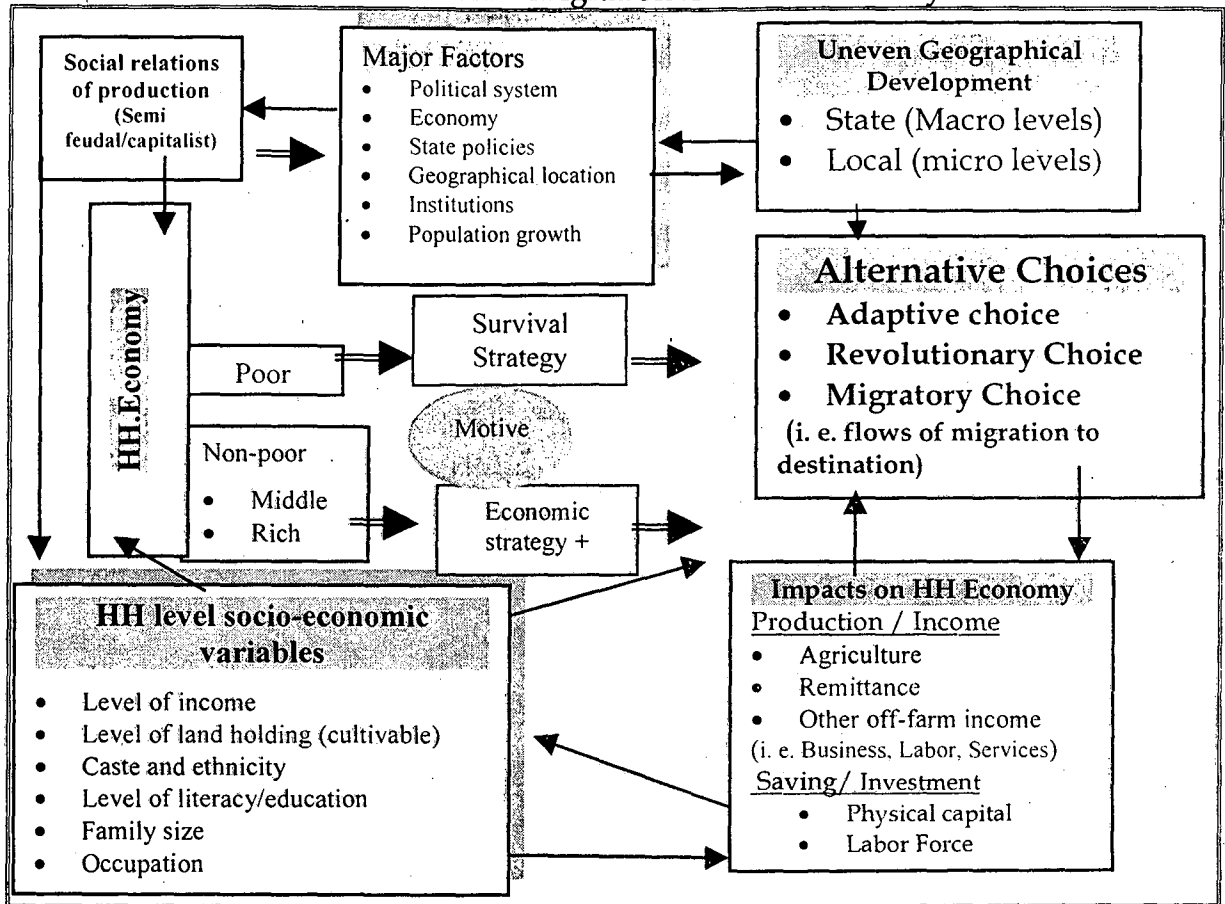 Social relations
of production
(Semi
feudal/capitalist)
Major Factors
• Political system
• Economy
• State policies
• Geographical location
• Institutions
• Population growth
Uneven Geographical
Development
• State (Macro levels)
• Local (micro levels)
Alternative Choices
• Adaptive choice
• Revolutionary Choice
• Migratory Choice
(i. e. flows of migration to
destination)
HH.Economy
Poor
Survival
Strategy
Motive
Non-poor
• Middle
• Rich
Economic
strategy +
HH level socio-economic
variables
• Level of income
• Level of land holding (cultivable)
• Caste and ethnicity
• Level of literacy/education
• Family size
• Occupation
Impacts on HH Economy
Production / Income
• Agriculture
• Remittance
• Other off-farm income
(i. e. Business, Labor, Services)
Saving/ Investment
• Physical capital
• Labor Force